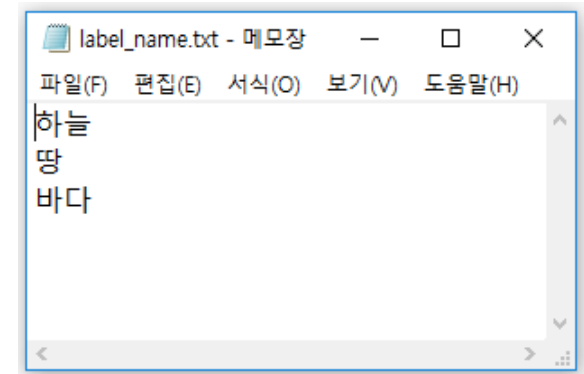 label_name.txt - 메모장
파일(F) 편집(E) 서식(O) 보기(V) 도움말(H)
하늘
땅
바다